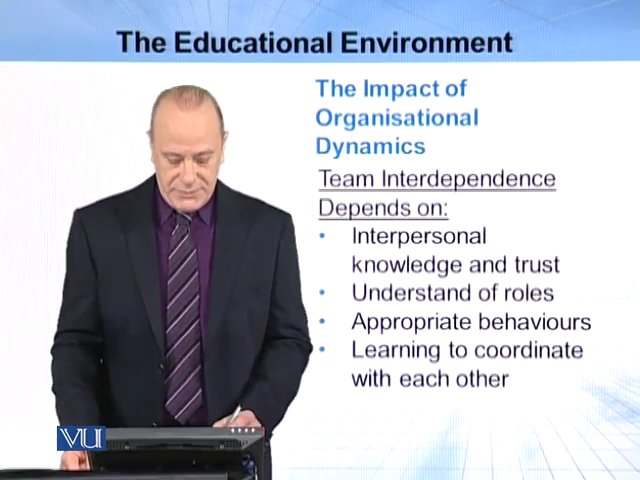 The Educational Environment
The Impact of
Organisational
Dynamics
Team Interdependence
Depends on:
• Interpersonal
knowledge and trust
• Understand of roles
• Appropriate behaviours
• Learning to coordinate
with each other
VU